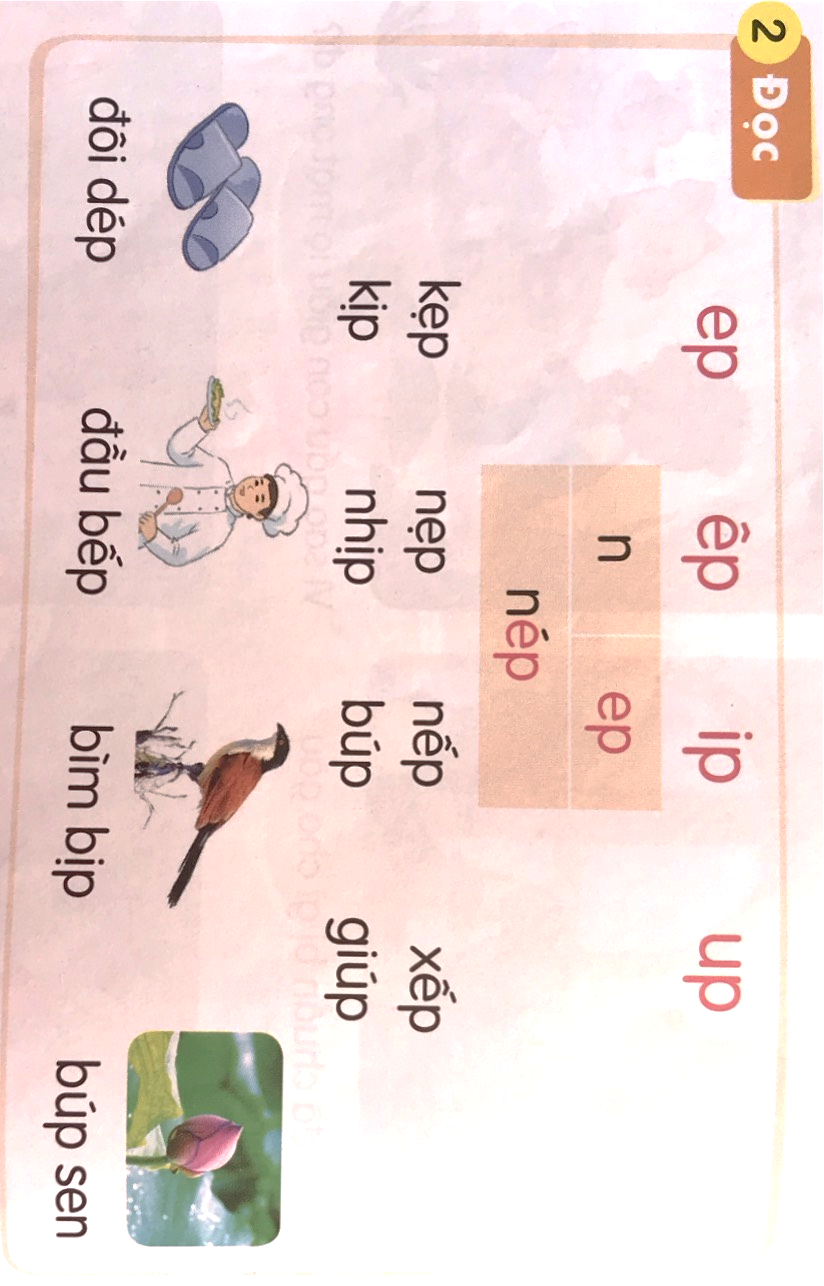 2 Đọc
ep êp ip up
n ep
nép
kẹp nẹp nếp xếp
kịp nhịp búp giúp
đôi dép đầu bếp bìm bịp búp sen